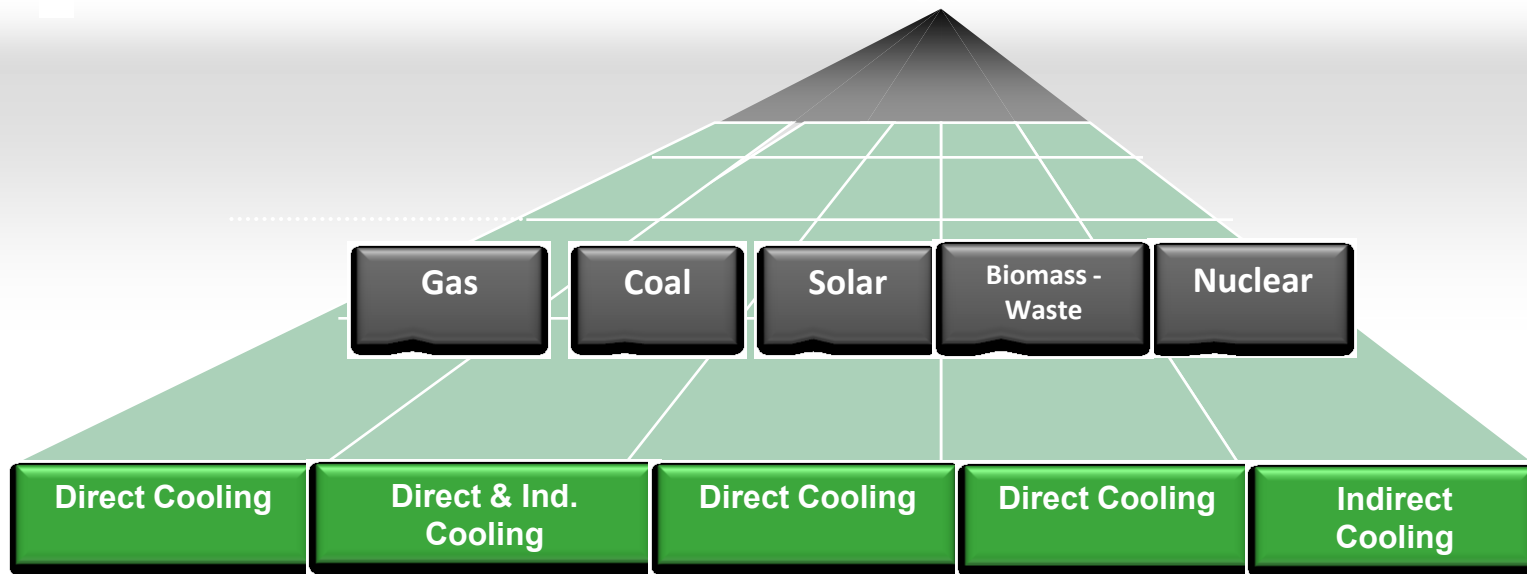 Gas
Coal
Solar
Biomass -
Waste
Nuclear
Direct Cooling
Direct & Ind.
Cooling
Direct Cooling
Direct Cooling
Indirect
Cooling